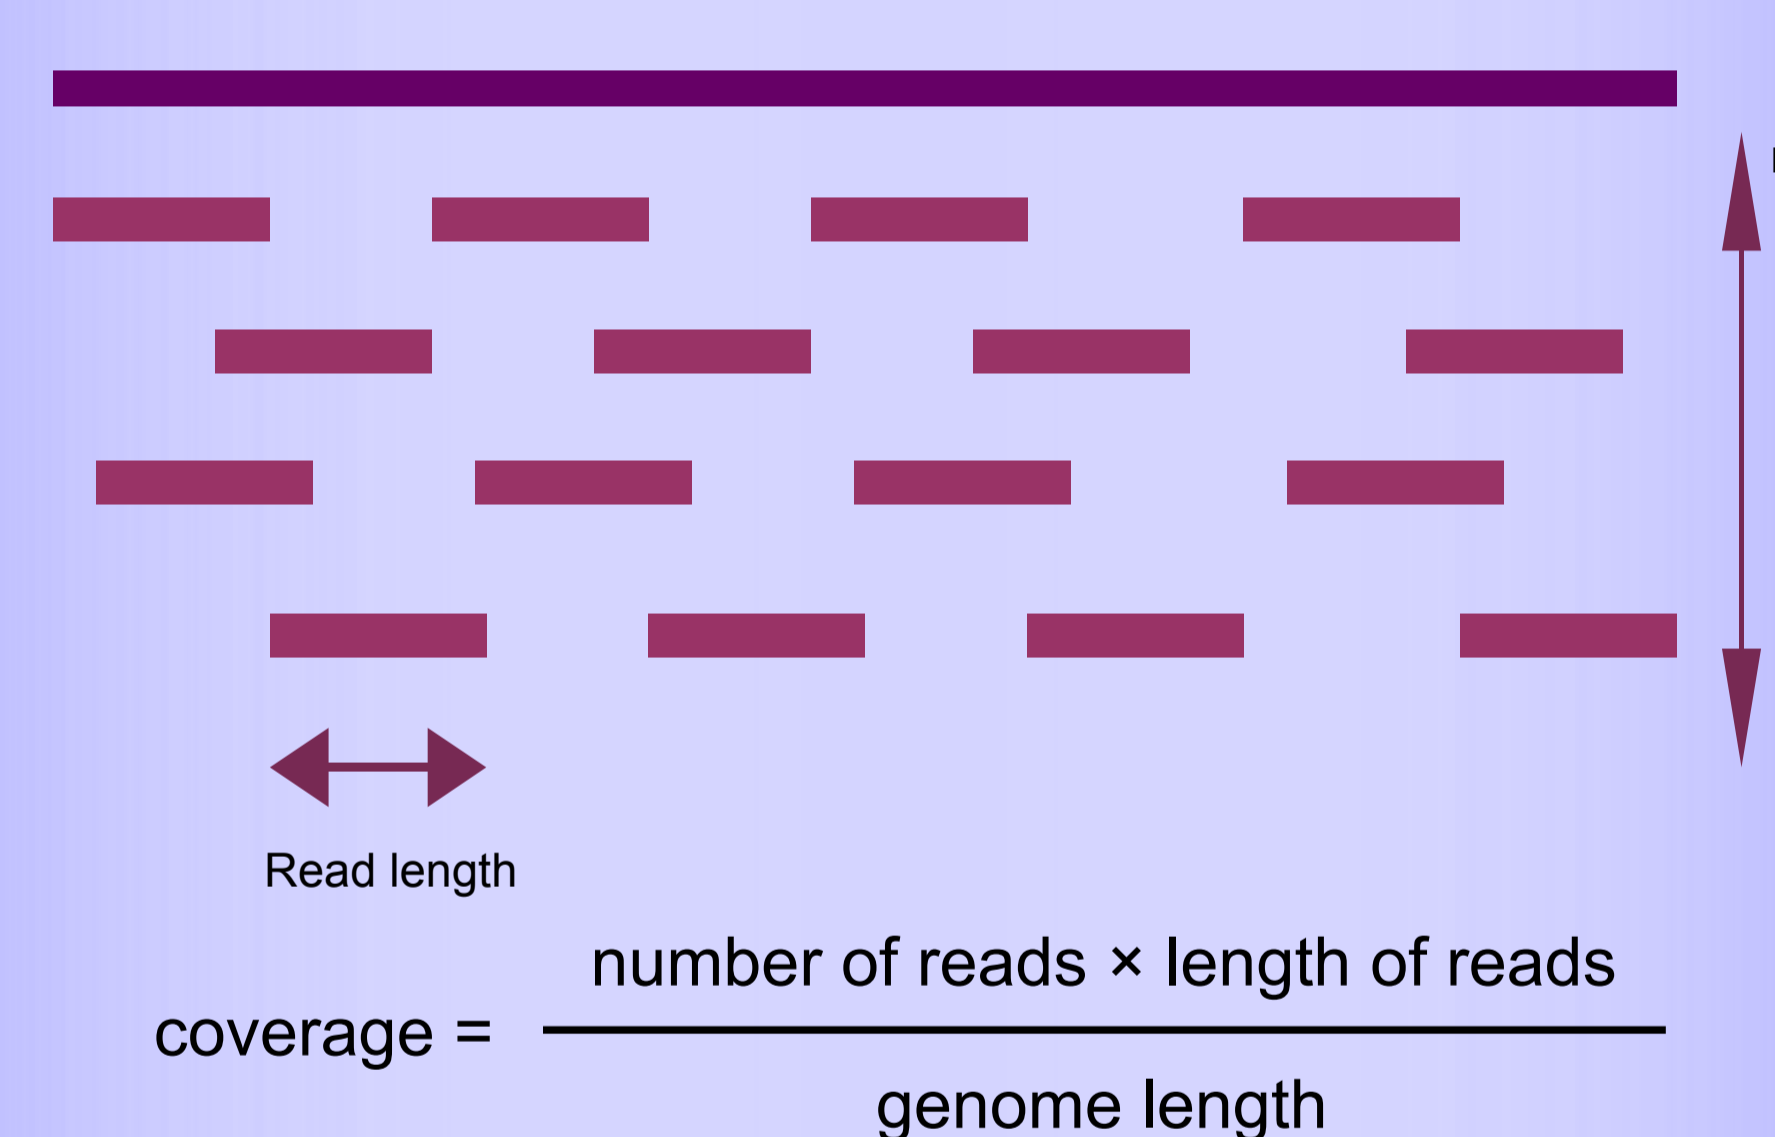 Read length
number of reads × length of reads
coverage =
genome length